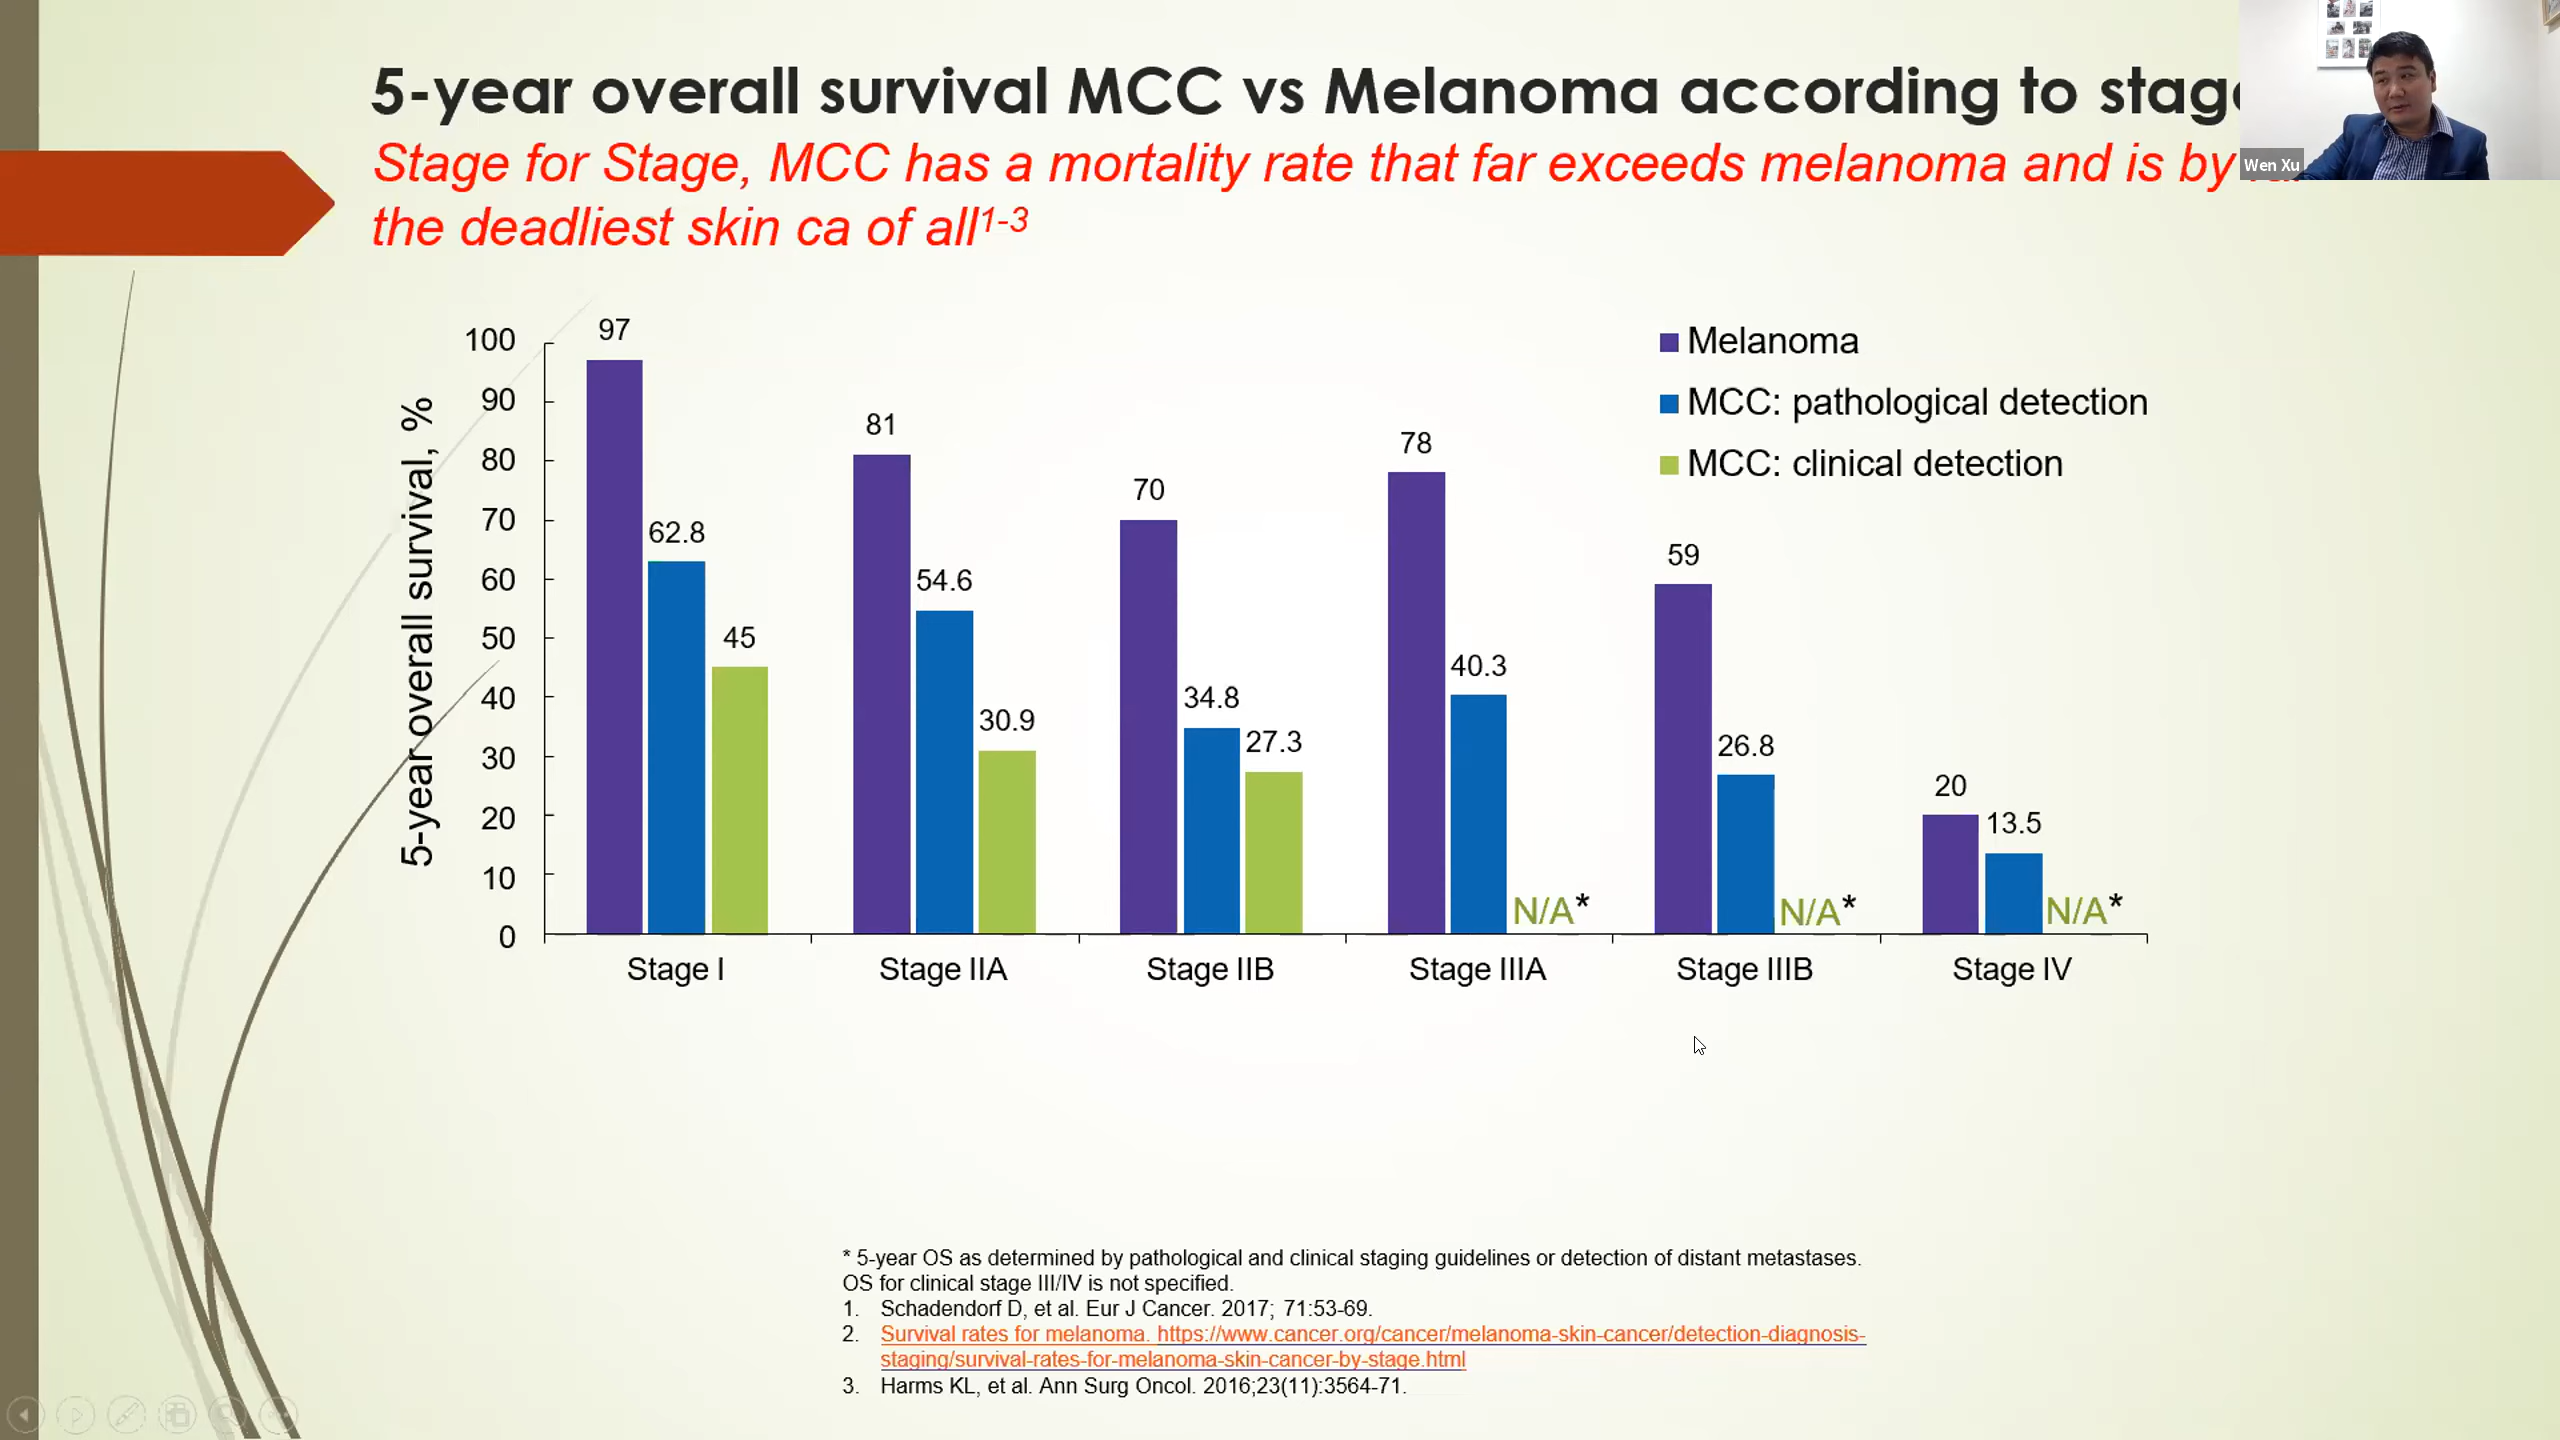 5-year overall survival MCC vs Melanoma according to
Stage for Stage, MCC has a mortality rate that far exceeds melanoma and is by
the deadliest skin ca of all1-3
Wen Xu
5-year overall survival, %
100
90
80
70
60
50
40
30
20
10
0
Melanoma
MCC: pathological detection
MCC: clinical detection
97
62.8
45
81
54.6
30.9
70
34.8
27.3
78
40.3
N/A*
59
26.8
N/A*
20
13.5
N/A*
Stage I
Stage IIA
Stage IIB
Stage IIIA
Stage IIIB
Stage IV
* 5-year OS as determined by pathological and clinical staging guidelines or detection of distant metastases.
OS for clinical stage III/IV is not specified.
1. Schadendorf D, et al. Eur J Cancer. 2017; 71:53-69.
2. Survival rates for melanoma. https://www.cancer.org/cancer/melanoma-skin-cancer/detection-diagnosis-
staging/survival-rates-for-melanoma-skin-cancer-by-stage.html
3. Harms KL, et al. Ann Surg Oncol. 2016;23(11):3564-71.